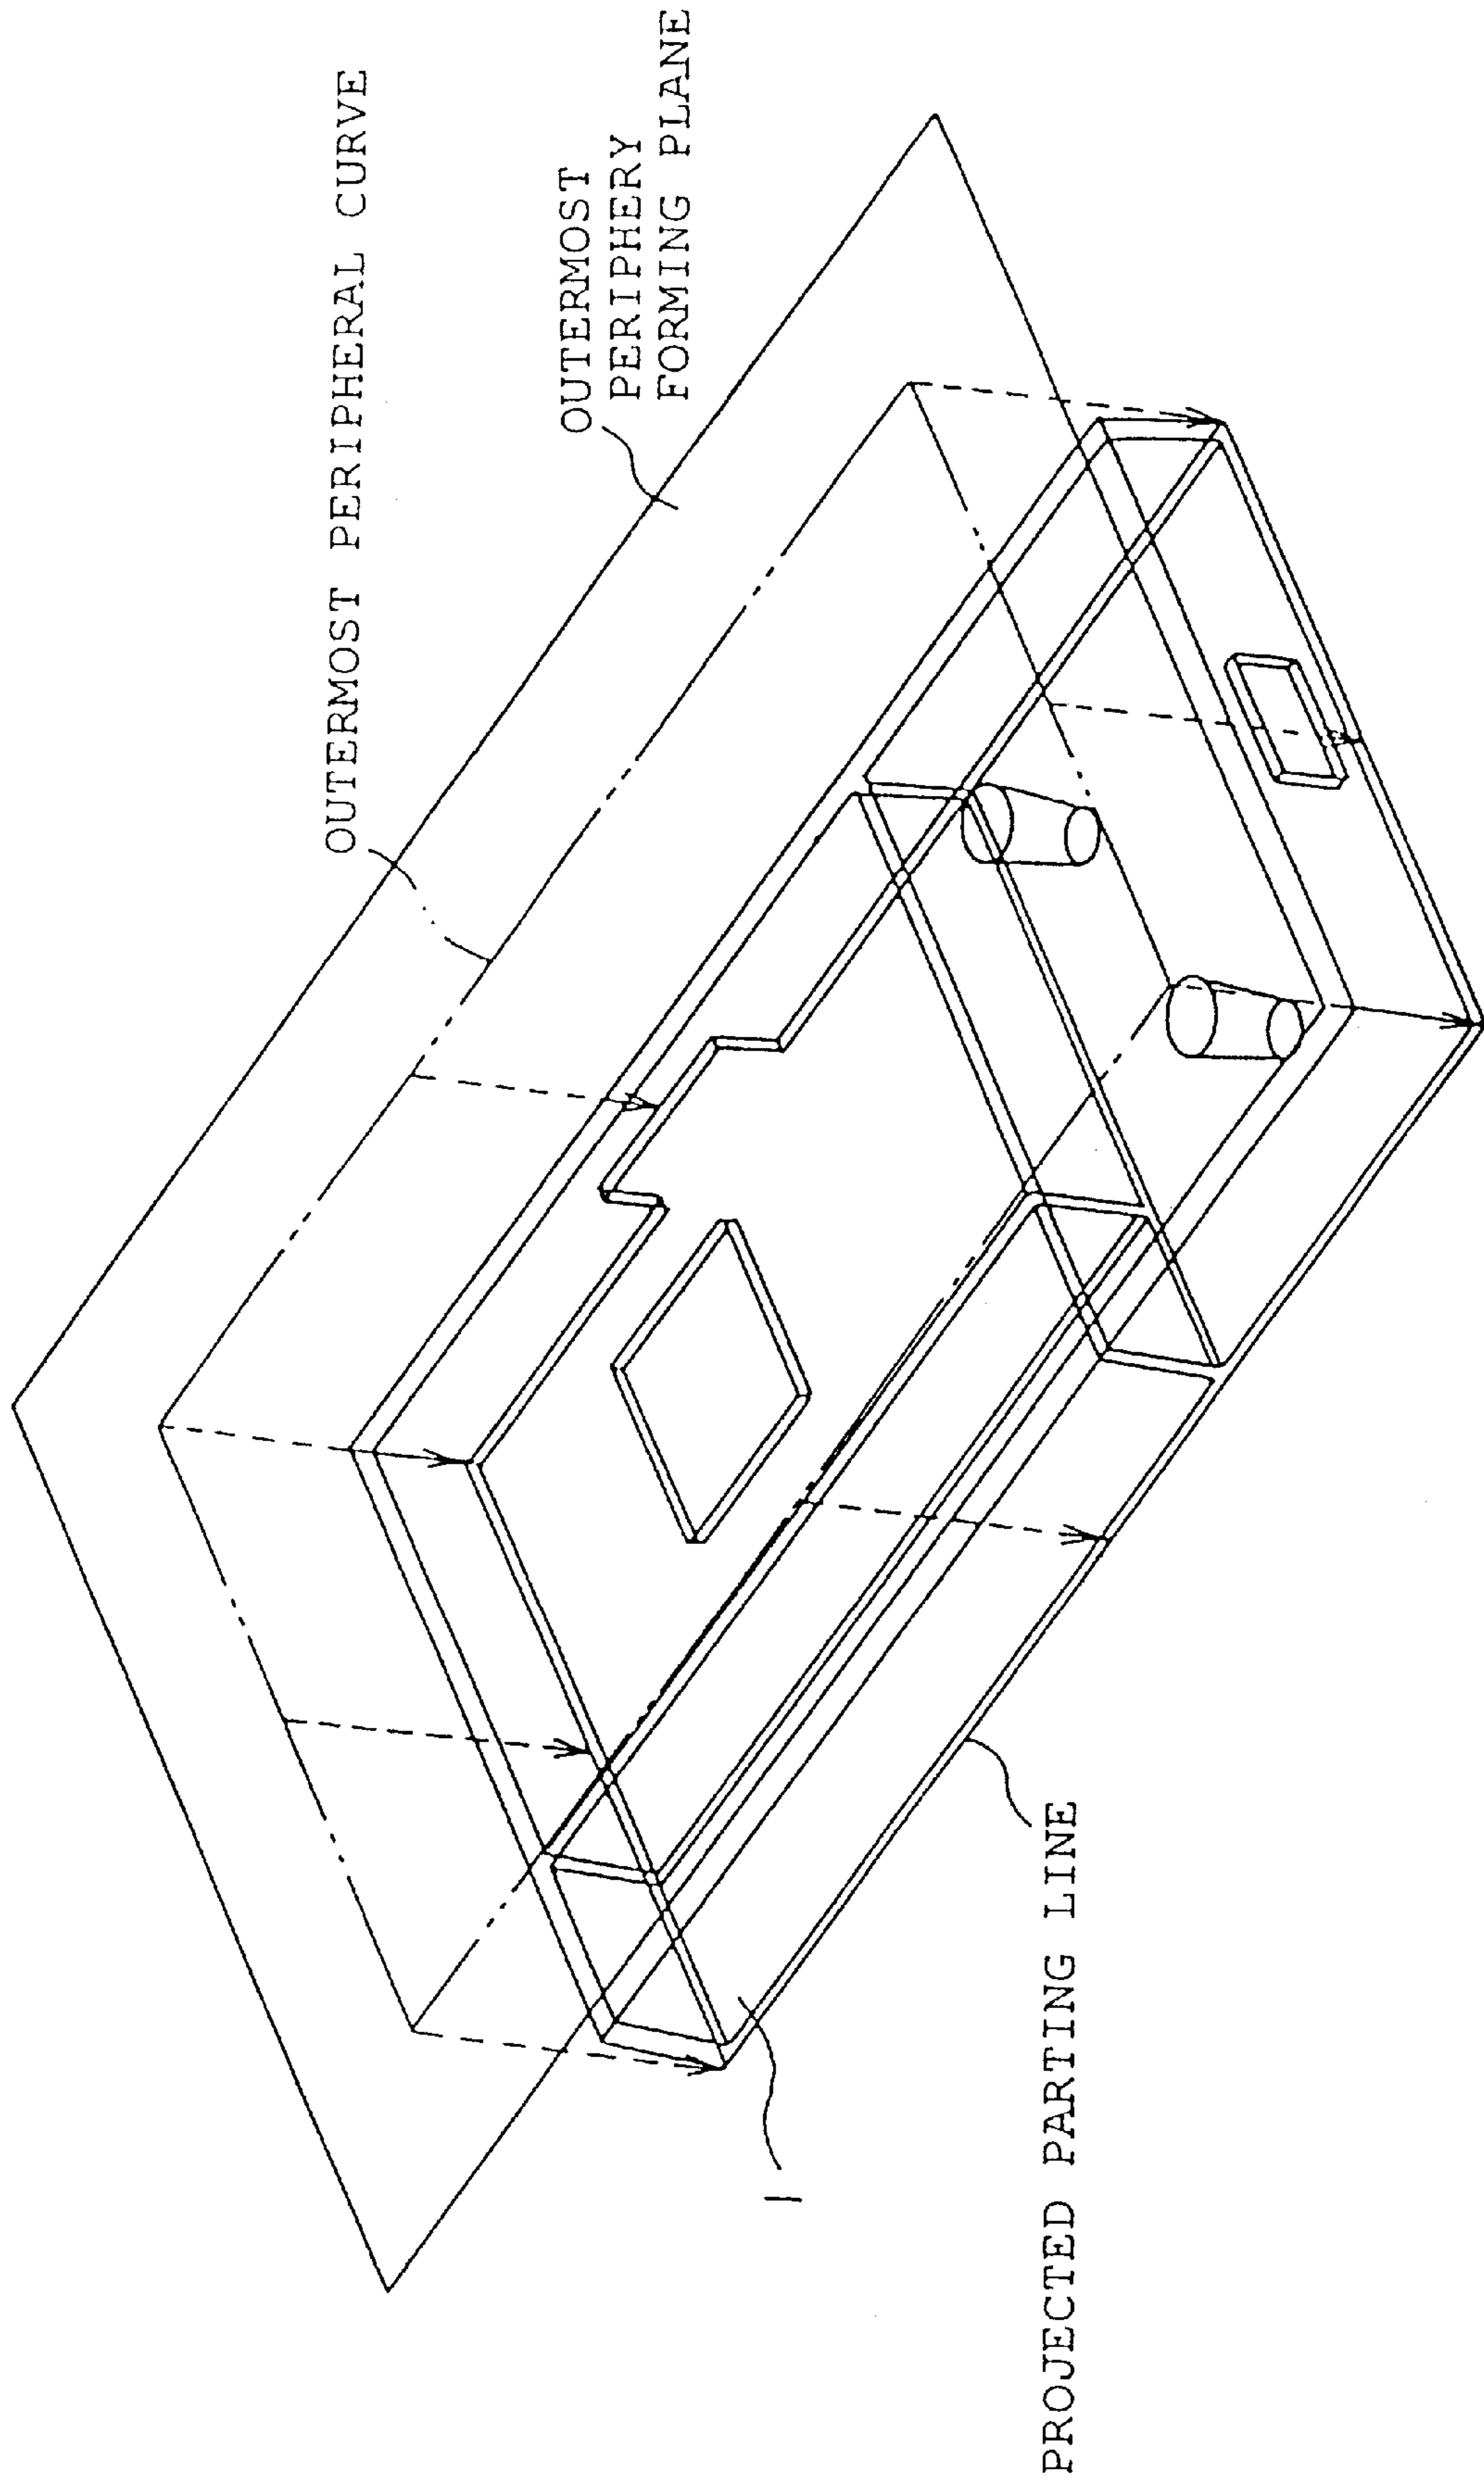 OUTERMOST PERIPHERAL CURVE
OUTERMOST
PERIPHERY
FORMING PLANE
1
PROJECTED PARTING LINE